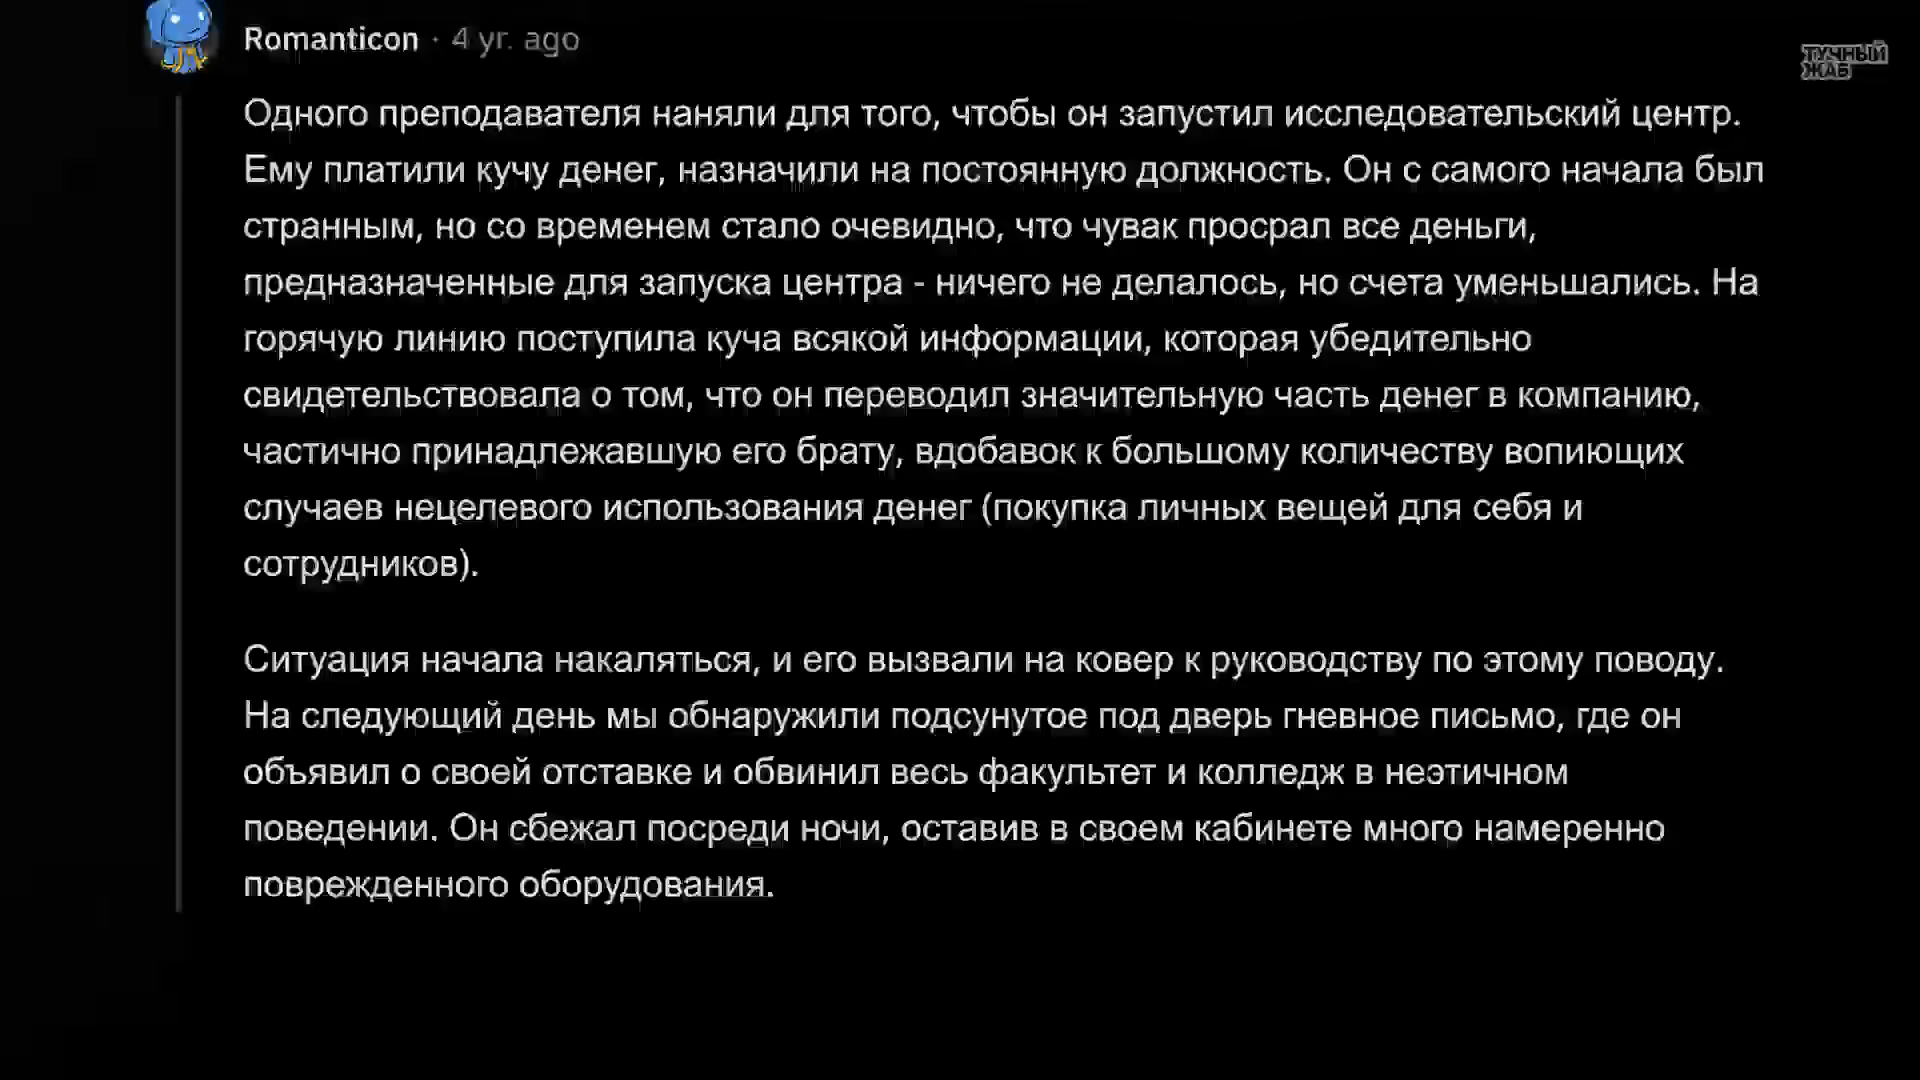 Romanticon · 4 yr. ago
ТУЧНЫЙ
ЖАБ
Одного преподавателя наняли для того, чтобы он запустил исследовательский центр.
Ему платили кучу денег, назначили на постоянную должность. Он с самого начала был
странным, но со временем стало очевидно, что чувак просрал все деньги,
предназначенные для запуска центра - ничего не делалось, но счета уменьшались. На
горячую линию поступила куча всякой информации, которая убедительно
свидетельствовала о том, что он переводил значительную часть денег в компанию,
частично принадлежавшую его брату, вдобавок к большому количеству вопиющих
случаев нецелевого использования денег (покупка личных вещей для себя и
сотрудников).
Ситуация начала накаляться, и его вызвали на ковер к руководству по этому поводу.
На следующий день мы обнаружили подсунутое под дверь гневное письмо, где он
объявил о своей отставке и обвинил весь факультет и колледж в неэтичном
поведении. Он сбежал посреди ночи, оставив в своем кабинете много намеренно
поврежденного оборудования.